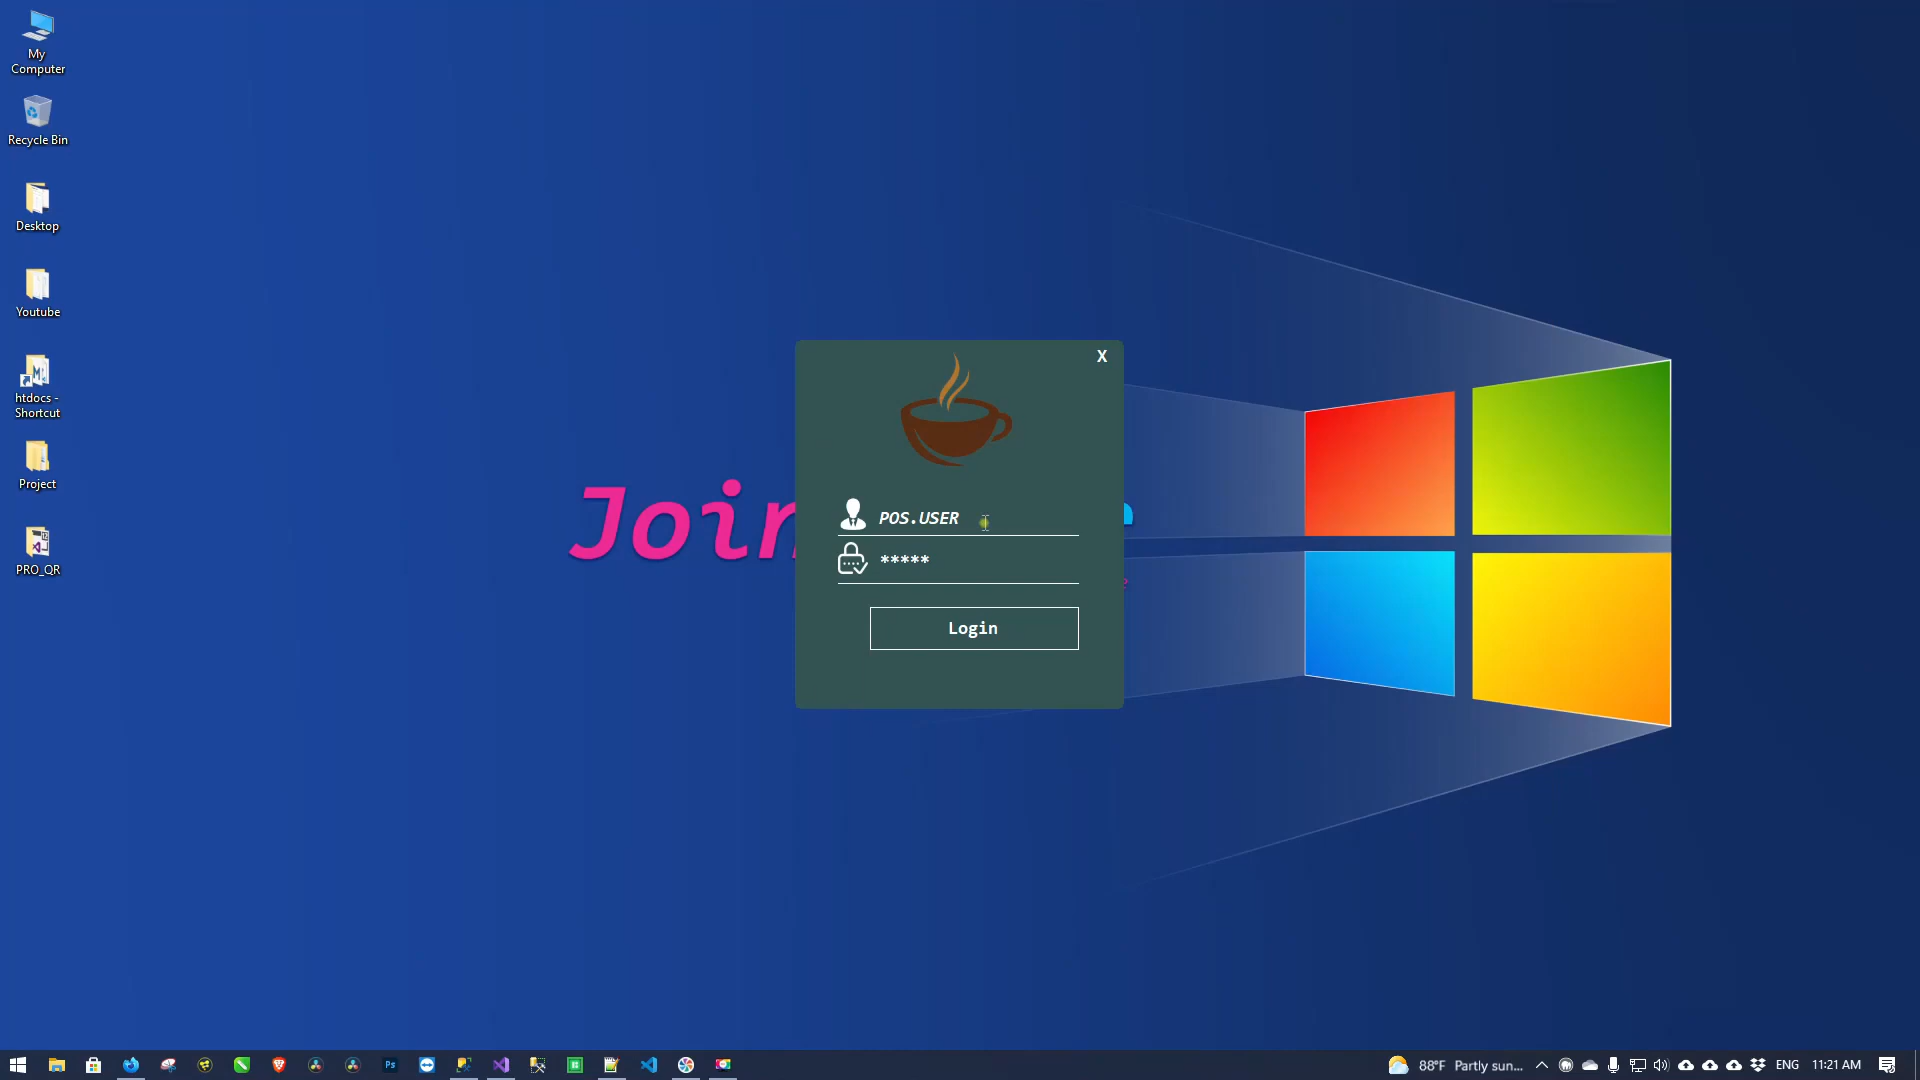 My
Computer
Recycle Bin
Desktop
Youtube
htdocs -
Shortcut
Project
PRO_QR
X
POS.USER
*****
Login
Ps
88°F Partly sun...
ENG
11:21 AM